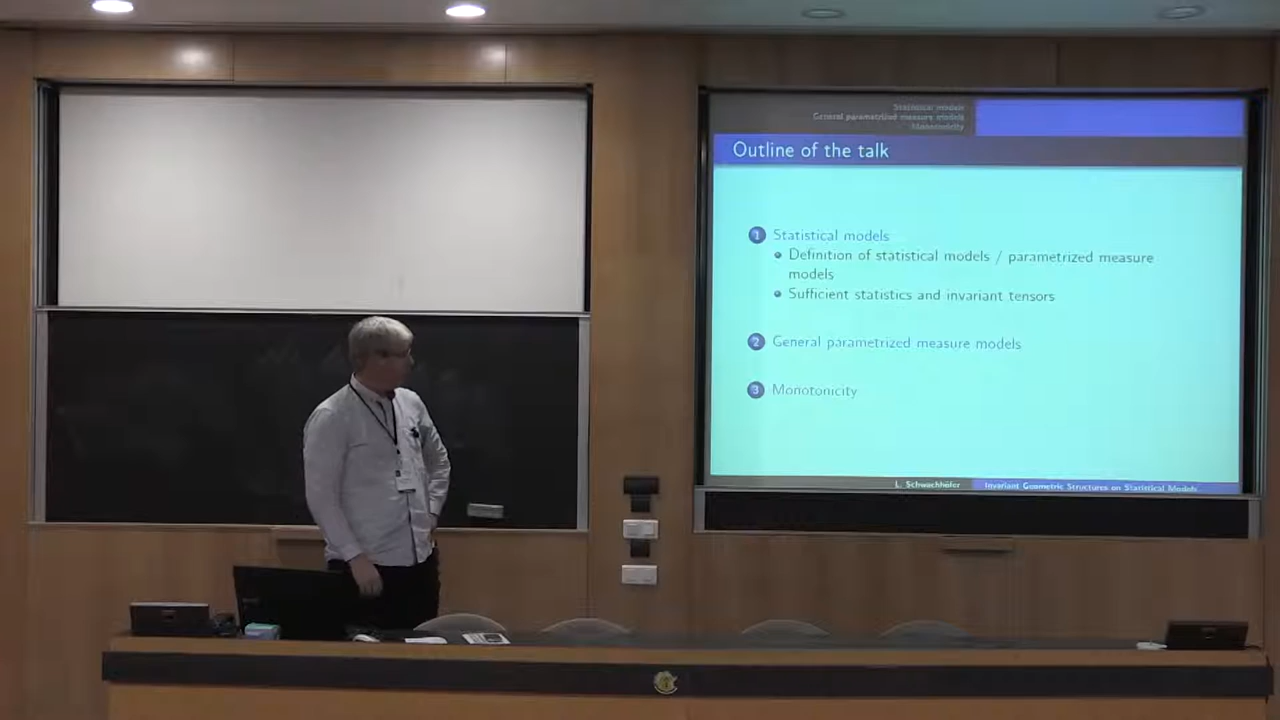 Statistical models
General parametrized measure models
Monotonicity
Outline of the talk
1 Statistical models
Definition of statistical models / parametrized measure
models
Sufficient statistics and invariant tensors
2 General parametrized measure models
3 Monotonicity
L. Schwachhöfer Invariant Geometric Structures on Statistical Models